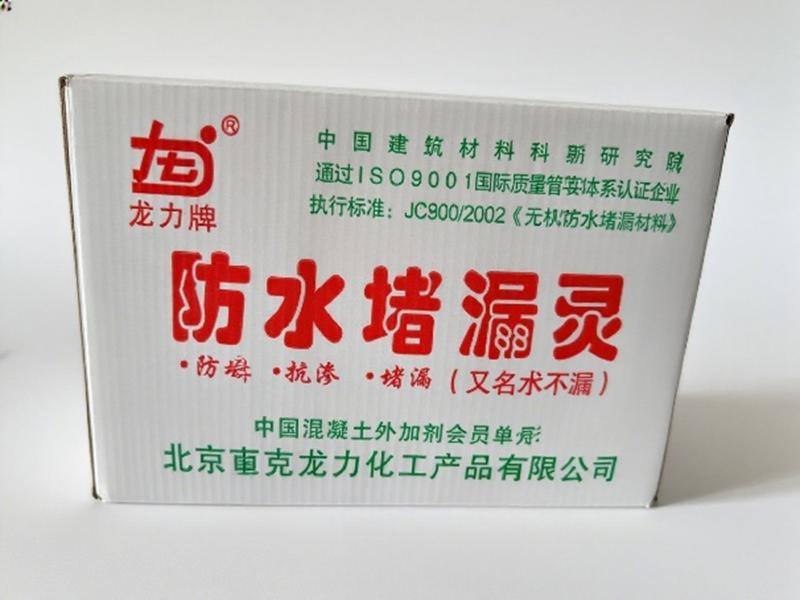 龙力牌®
中国建筑材料科研究院
通过ISO9001国际质量管体系认证企业
执行标准：JC900/2002《无机防水堵漏材料》
防水堵漏灵
·防 ·抗渗 ·堵漏（又名术不漏）
中国混凝土外加剂会员单
北京克龙力化工产品有限公司